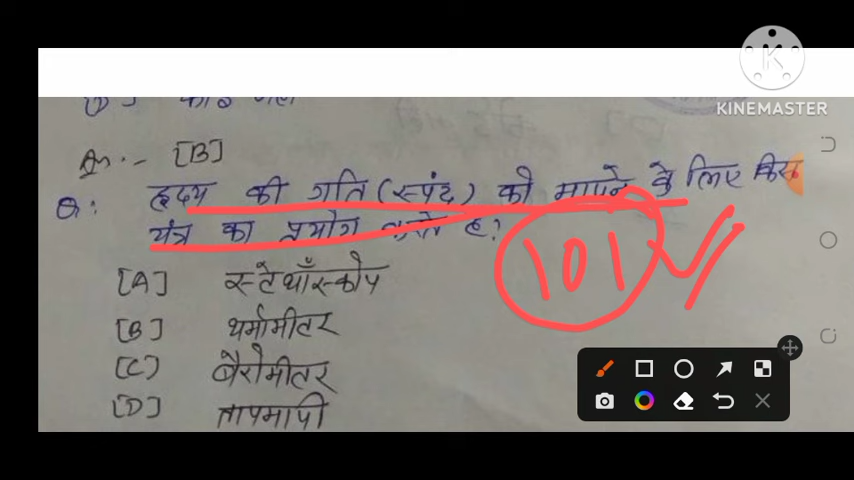 KINEMASTER
Ans:- [B]
Q: हृदय की गति (स्पंद) को मापने के लिए किस
यंत्र का प्रयोग करते है?
101
[A] स्टेथाॅंस्कोप
[B] थर्मामीटर
[C] बैरोमीटर
[D] तापमापी